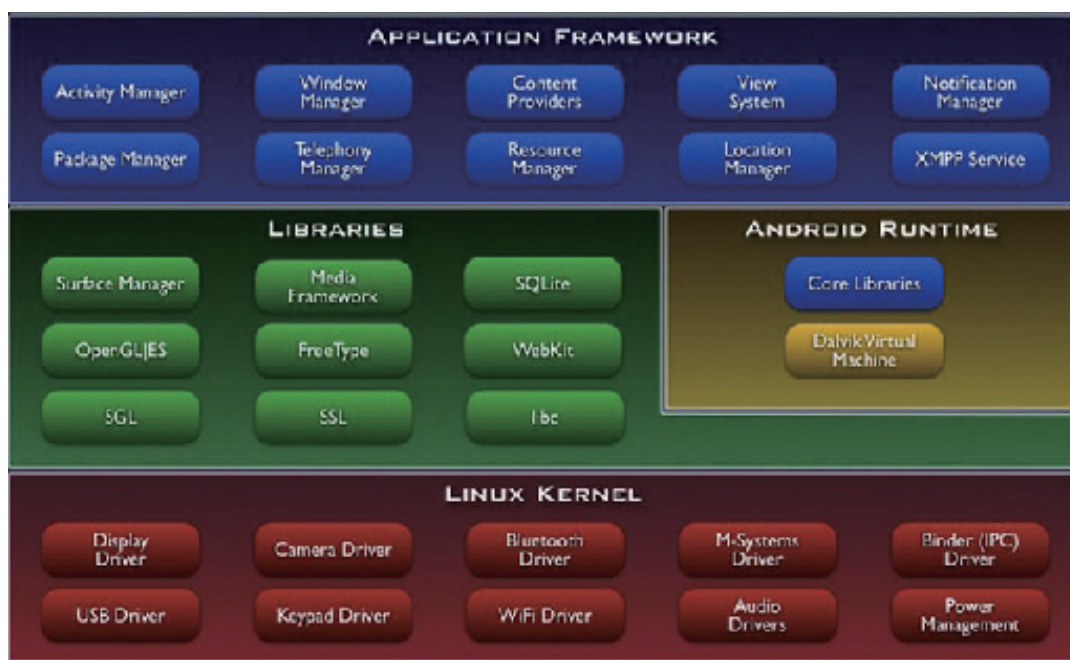 APPLICATION FRAMEWORK
Activity Manager
Window
Manager
Content
Providers
View
System
Notification
Manager
Package Manager
Telephony
Manager
Resource
Manager
Location
Manager
XMPP Service
LIBRARIES
Surface Manager
Media
Framework
SQLite
OpenGL|ES
FreeType
WebKit
SGL
SSL
libc
ANDROID RUNTIME
Core Libraries
Dalvik Virtual
Machine
LINUX KERNEL
Display
Driver
Camera Driver
Bluetooth
Driver
M-Systems
Driver
Binder (IPC)
Driver
USB Driver
Keypad Driver
WiFi Driver
Audio
Drivers
Power
Management